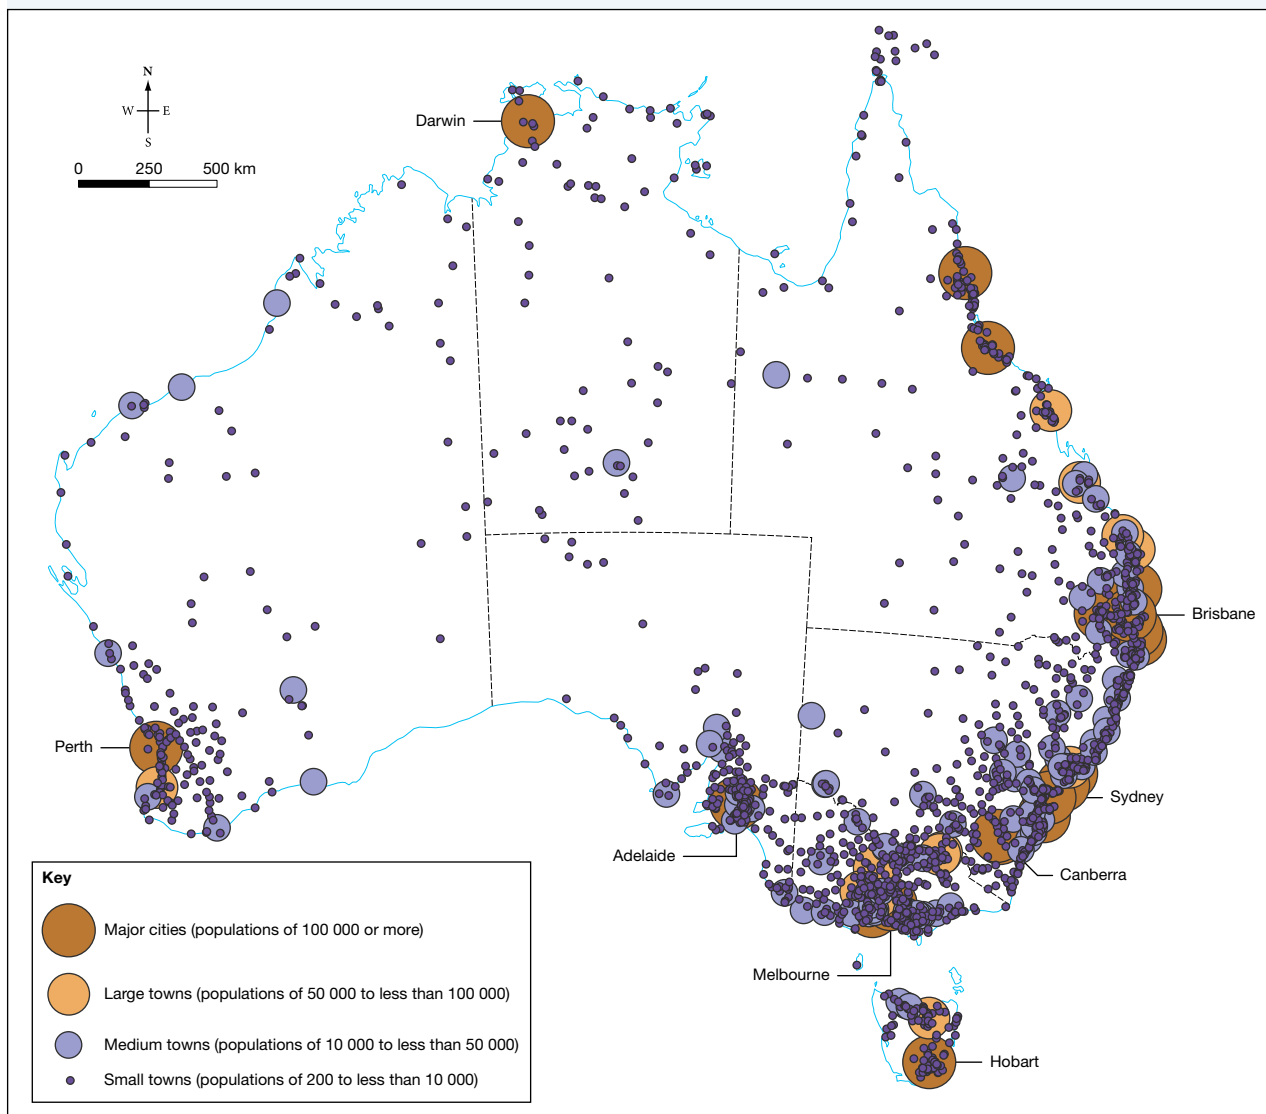 N
W E
S
0 250 500 km
Darwin
Brisbane
Perth
Sydney
Adelaide
Canberra
Melbourne
Hobart
Key
Major cities (populations of 100 000 or more)
Large towns (populations of 50 000 to less than 100 000)
Medium towns (populations of 10 000 to less than 50 000)
Small towns (populations of 200 to less than 10 000)